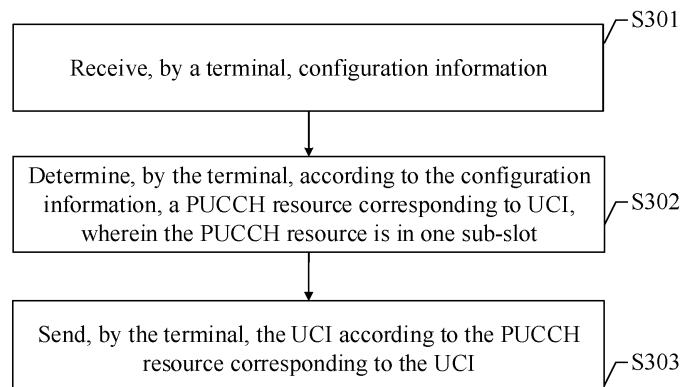 S301
Receive, by a terminal, configuration information
Determine, by the terminal, according to the configuration
information, a PUCCH resource corresponding to UCI,
wherein the PUCCH resource is in one sub-slot
S302
Send, by the terminal, the UCI according to the PUCCH
resource corresponding to the UCI
S303